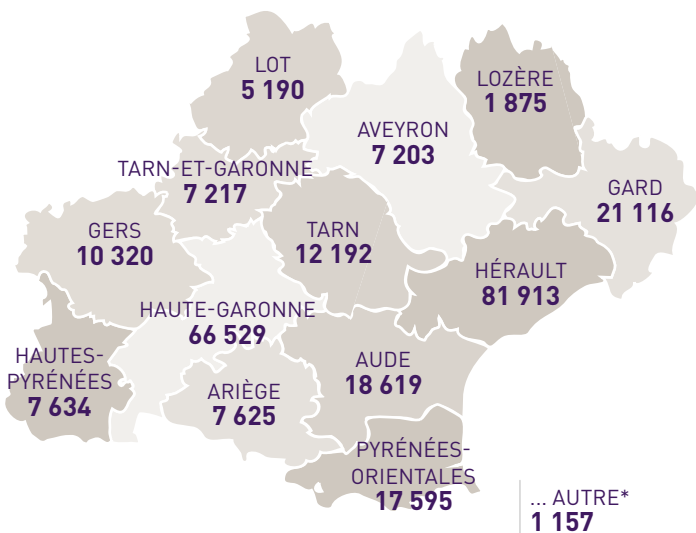 LOT
5 190
LOZÈRE
1 875
AVEYRON
7 203
TARN-ET-GARONNE
7 217
GARD
21 116
GERS
10 320
TARN
12 192
HÉRAULT
81 913
HAUTE-GARONNE
66 529
HAUTES-
PYRÉNÉES
7 634
AUDE
18 619
ARIÈGE
7 625
PYRÉNÉES-
ORIENTALES
17 595
... AUTRE*
1 157